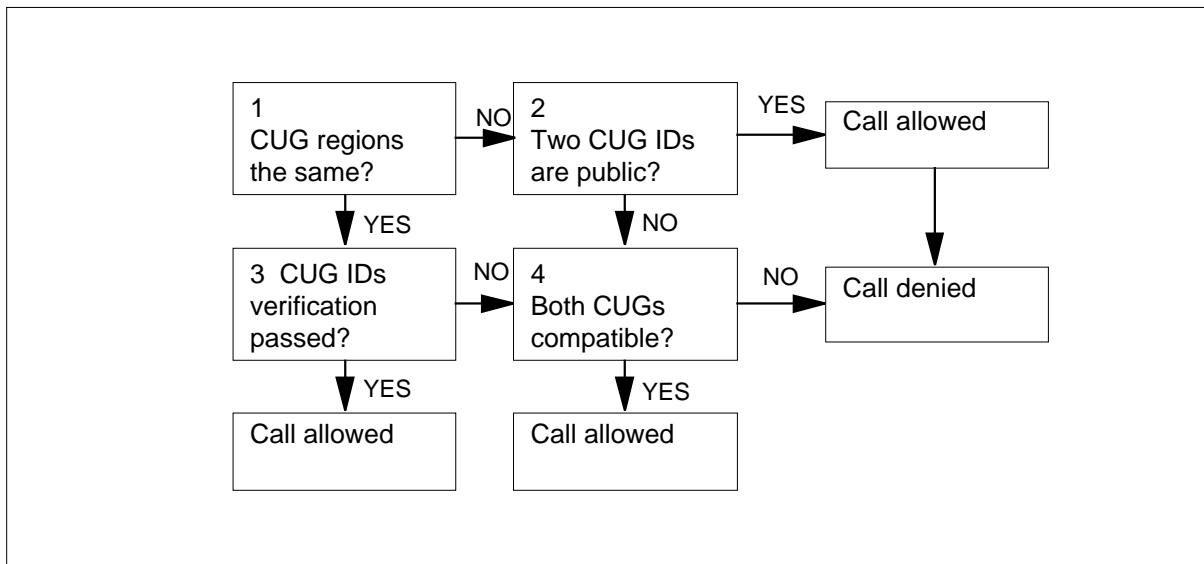 1
CUG regions
the same?
NO
2
Two CUG IDs
are public?
YES
Call allowed
YES
NO
3 CUG IDs
verification
passed?
NO
4
Both CUGs
compatible?
NO
Call denied
YES
YES
Call allowed
Call allowed